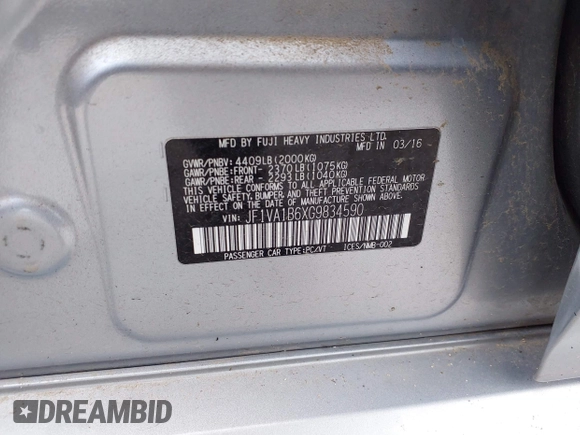 MFD BY FUJI HEAVY INDUSTRIES LTD.
MFD IN 03/16
GVWR/PNBV: 4409LB(2000KG)
GAWR/PNBE: FRONT- 2370LB(1075KG)
GAWR/PNBE: REAR - 2293LB(1040KG)
THIS VEHICLE CONFORMS TO ALL APPLICABLE FEDERAL MOTOR
VEHICLE SAFETY, BUMPER, AND THEFT PREVENTION STANDARDS
IN EFFECT ON THE DATE OF MANUFACTURE SHOWN ABOVE.
VIN: JF1VA1B6XG9834590
PASSENGER CAR TYPE:PC/VT ICES/NMB-002
DREAMBID